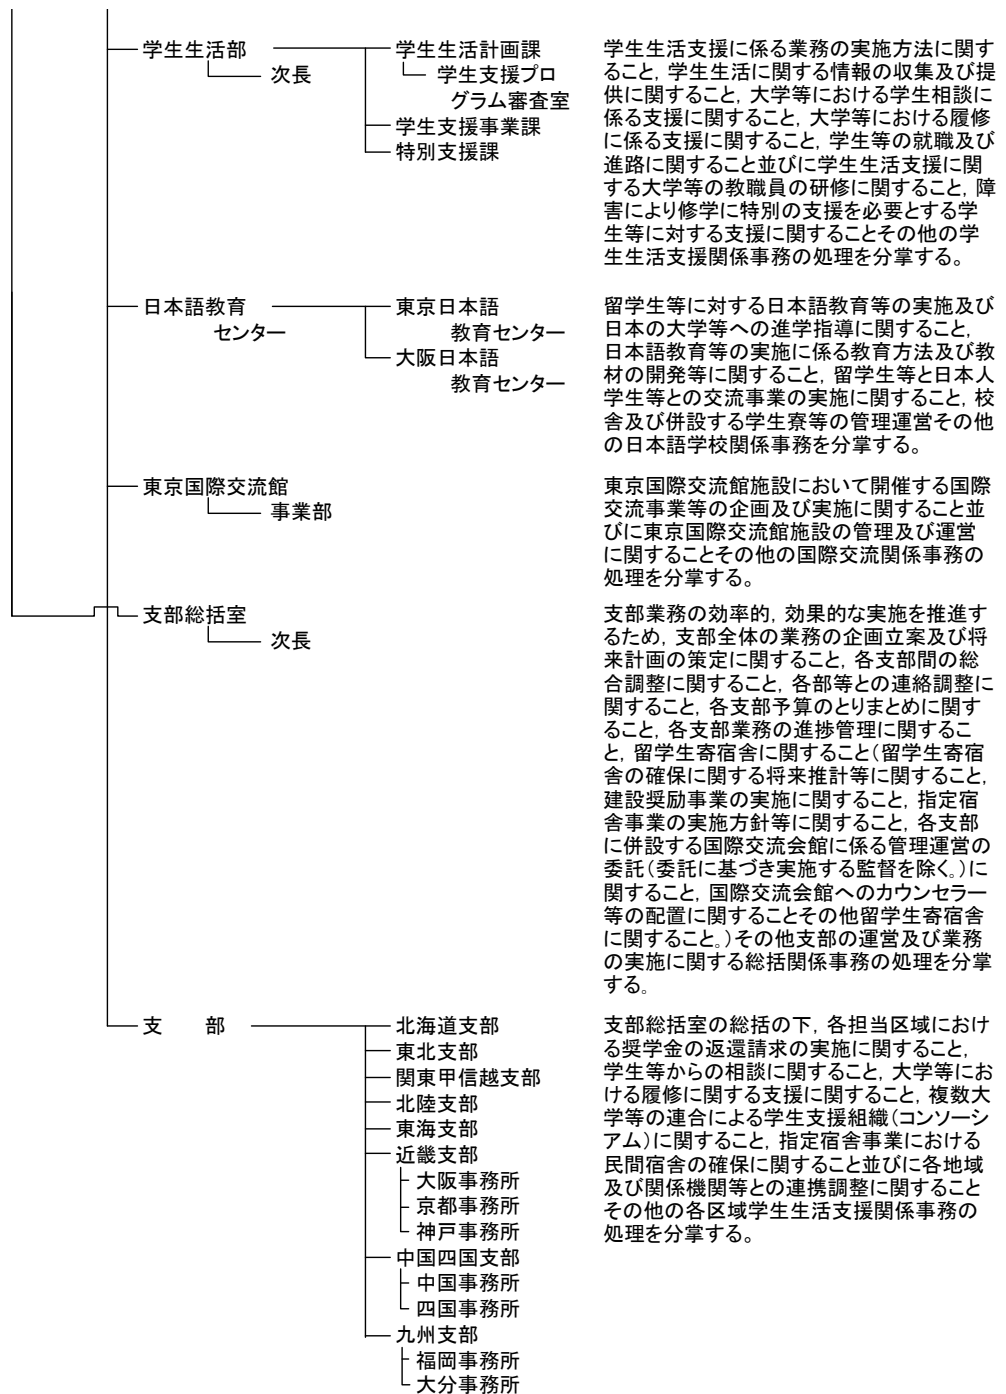 学生生活部
次長
学生生活計画課
学生支援プロ
グラム審査室
学生支援事業課
特別支援課
学生生活支援に係る業務の実施方法に関す
ること，学生生活に関する情報の収集及び提
供に関すること，大学等における学生相談に
係る支援に関すること，大学等における履修
に係る支援に関すること，学生等の就職及び
進路に関すること並びに学生生活支援に関
する大学等の教職員の研修に関すること，障
害により修学に特別の支援を必要とする学
生等に対する支援に関することその他の学
生生活支援関係事務の処理を分掌する。
日本語教育
センター
東京日本語
教育センター
大阪日本語
教育センター
留学生等に対する日本語教育等の実施及び
日本の大学等への進学指導に関すること，
日本語教育等の実施に係る教育方法及び教
材の開発等に関すること，留学生等と日本人
学生等との交流事業の実施に関すること，校
舎及び併設する学生寮等の管理運営その他
の日本語学校関係事務を分掌する。
東京国際交流館
事業部
東京国際交流館施設において開催する国際
交流事業等の企画及び実施に関すること並
びに東京国際交流館施設の管理及び運営
に関することその他の国際交流関係事務の
処理を分掌する。
支部総括室
次長
支部業務の効率的，効果的な実施を推進す
るため，支部全体の業務の企画立案及び将
来計画の策定に関すること，各支部間の総
合調整に関すること，各部等との連絡調整に
関すること，各支部予算のとりまとめに関す
ること，各支部業務の進捗管理に関するこ
と，留学生寄宿舎に関すること（留学生寄宿
舎の確保に関する将来推計等に関すること，
建設奨励事業の実施に関すること，指定宿
舎事業の実施方針等に関すること，各支部
に併設する国際交流会館に係る管理運営の
委託（委託に基づき実施する監督を除く。）に
関すること，国際交流会館へのカウンセラー
等の配置に関することその他留学生寄宿舎
に関すること。）その他支部の運営及び業務
の実施に関する総括関係事務の処理を分掌
する。
支　　部
北海道支部
東北支部
関東甲信越支部
北陸支部
東海支部
近畿支部
大阪事務所
京都事務所
神戸事務所
中国四国支部
中国事務所
四国事務所
九州支部
福岡事務所
大分事務所
支部総括室の総括の下，各担当区域におけ
る奨学金の返還請求の実施に関すること，
学生等からの相談に関すること，大学等にお
ける履修に関する支援に関すること，複数大
学等の連合による学生支援組織（コンソーシ
アム）に関すること，指定宿舎事業における
民間宿舎の確保に関すること並びに各地域
及び関係機関等との連携調整に関すること
その他の各区域学生生活支援関係事務の
処理を分掌する。